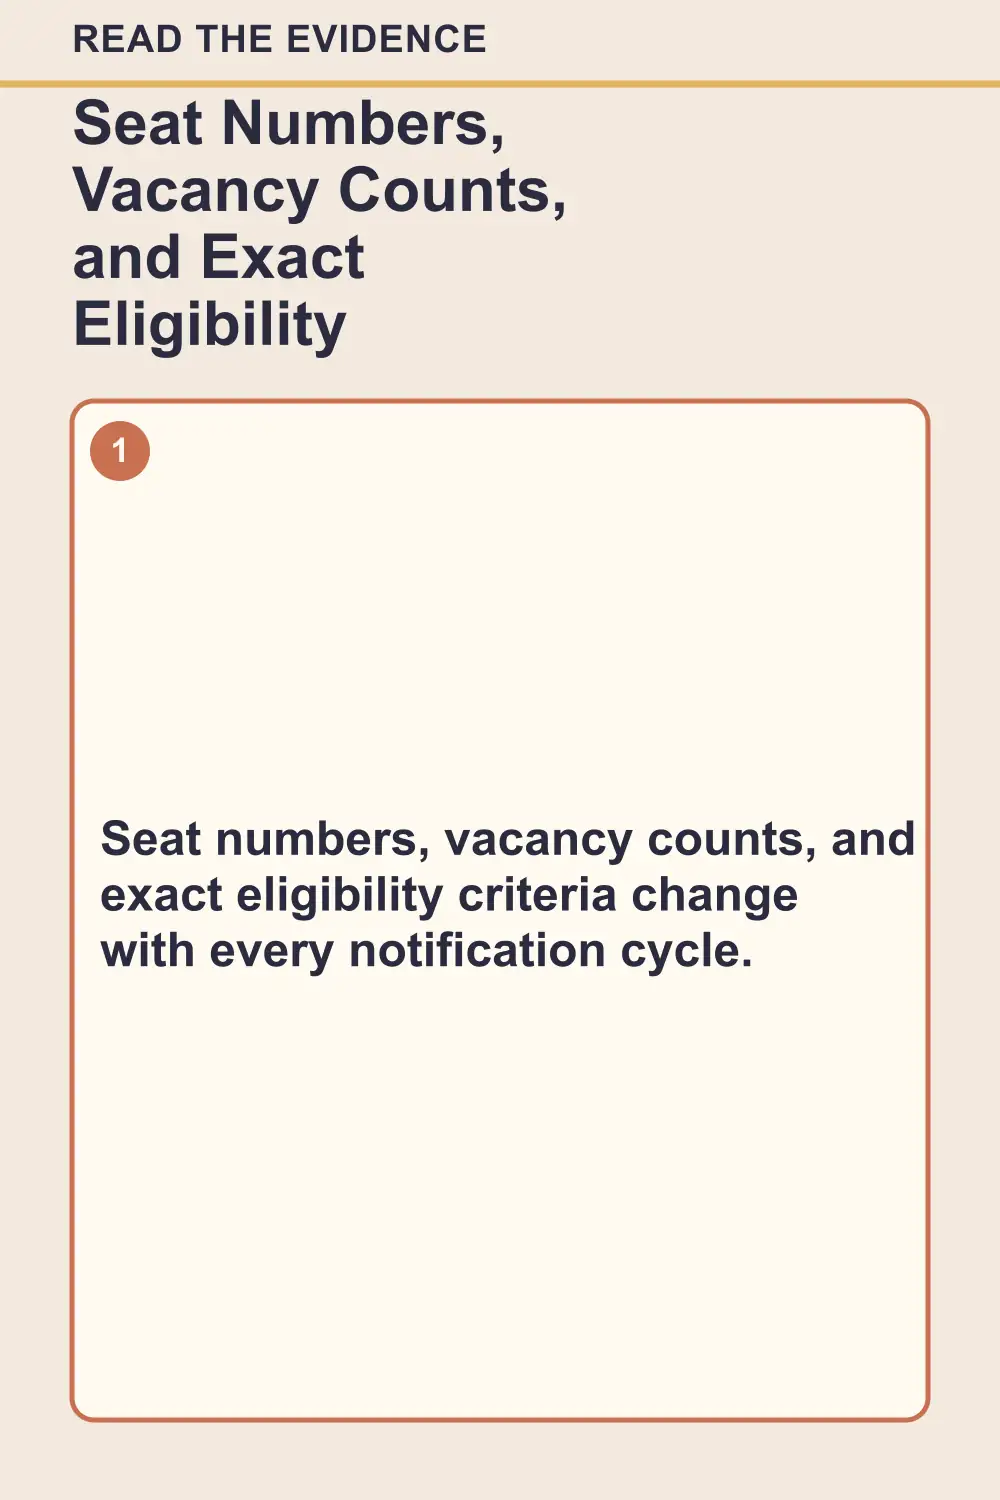 READ THE EVIDENCE
Seat Numbers,
Vacancy Counts,
and Exact
Eligibility
1
Seat numbers, vacancy counts, and
exact eligibility criteria change
with every notification cycle.